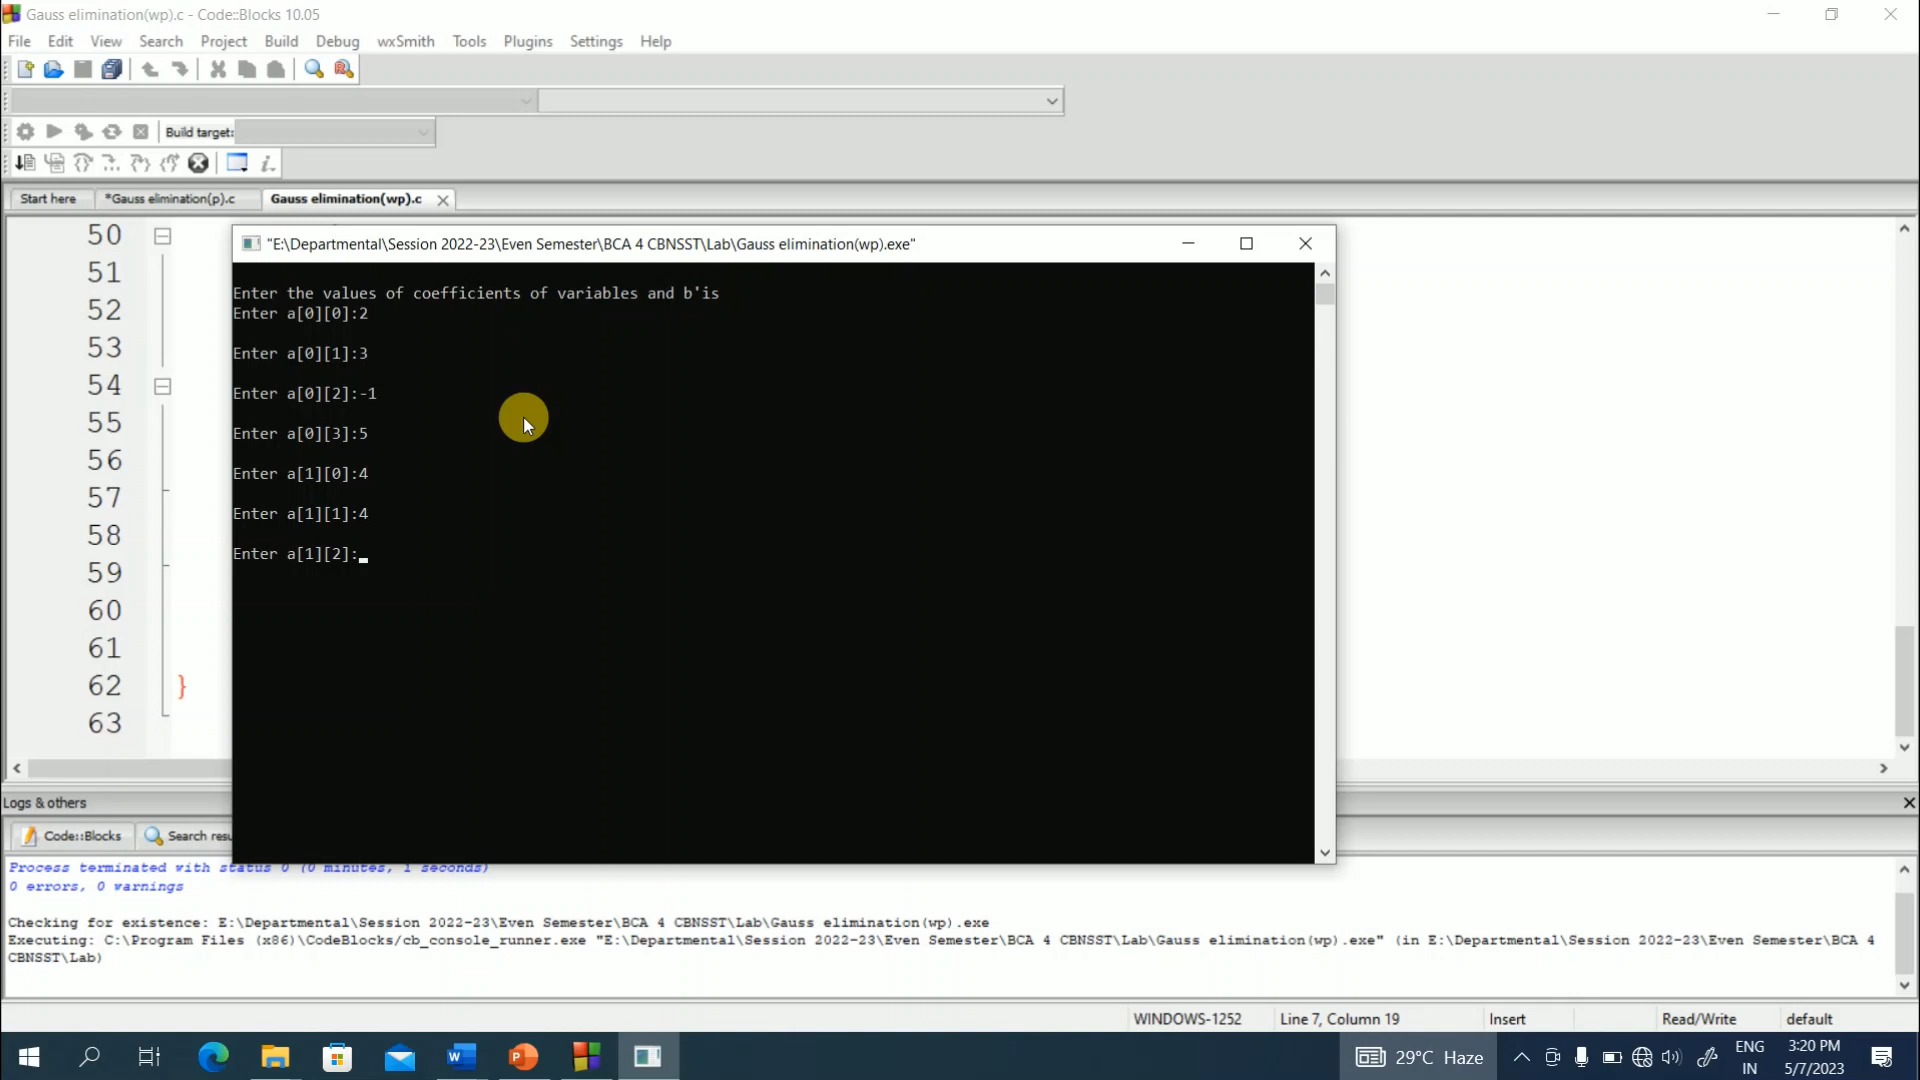 Gauss elimination(wp).c - Code::Blocks 10.05
File Edit View Search Project Build Debug wxSmith Tools Plugins Settings Help
Build target:
Start here *Gauss elimination(p).c Gauss elimination(wp).c
50
51
52
53
54
55
56
57
58
59
60
61
62 }
63
"E:\Departmental\Session 2022-23\Even Semester\BCA 4 CBNSST\Lab\Gauss elimination(wp).exe"
Enter the values of coefficients of variables and b'is
Enter a[0][0]:2
Enter a[0][1]:3
Enter a[0][2]:-1
Enter a[0][3]:5
Enter a[1][0]:4
Enter a[1][1]:4
Enter a[1][2]:
Logs & others
Code::Blocks Search resu
Process terminated with status 0 (0 minutes, 1 seconds)
0 errors, 0 warnings
Checking for existence: E:\Departmental\Session 2022-23\Even Semester\BCA 4 CBNSST\Lab\Gauss elimination(wp).exe
Executing: C:\Program Files (x86)\CodeBlocks/cb_console_runner.exe "E:\Departmental\Session 2022-23\Even Semester\BCA 4 CBNSST\Lab\Gauss elimination(wp).exe" (in E:\Departmental\Session 2022-23\Even Semester\BCA 4
CBNSST\Lab)
WINDOWS-1252 Line 7, Column 19 Insert Read/Write default
29°C Haze ENG IN 3:20 PM 5/7/2023